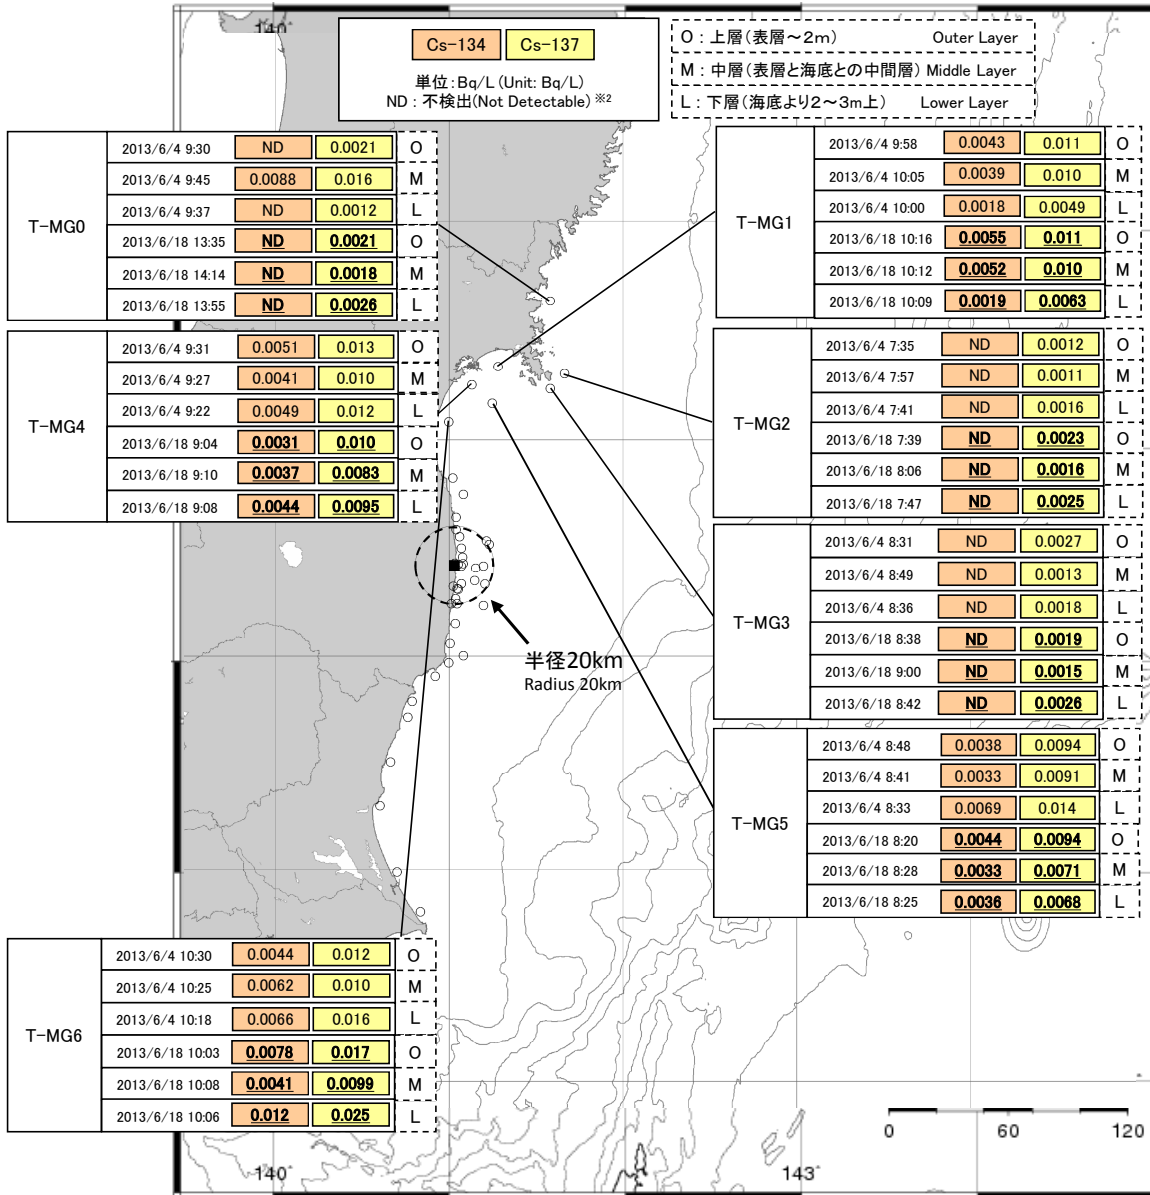 140°
Cs-134 Cs-137
単位:Bq/L (Unit: Bq/L)
ND : 不検出(Not Detectable) ※2
O : 上層(表層～2m) Outer Layer
M : 中層(表層と海底との中間層) Middle Layer
L : 下層(海底より2～3m上) Lower Layer
T-MG0
2013/6/4 9:30 ND 0.0021 O
2013/6/4 9:45 0.0088 0.016 M
2013/6/4 9:37 ND 0.0012 L
2013/6/18 13:35 ND 0.0021 O
2013/6/18 14:14 ND 0.0018 M
2013/6/18 13:55 ND 0.0026 L
T-MG1
2013/6/4 9:58 0.0043 0.011 O
2013/6/4 10:05 0.0039 0.010 M
2013/6/4 10:00 0.0018 0.0049 L
2013/6/18 10:16 0.0055 0.011 O
2013/6/18 10:12 0.0052 0.010 M
2013/6/18 10:09 0.0019 0.0063 L
T-MG4
2013/6/4 9:31 0.0051 0.013 O
2013/6/4 9:27 0.0041 0.010 M
2013/6/4 9:22 0.0049 0.012 L
2013/6/18 9:04 0.0031 0.010 O
2013/6/18 9:10 0.0037 0.0083 M
2013/6/18 9:08 0.0044 0.0095 L
T-MG2
2013/6/4 7:35 ND 0.0012 O
2013/6/4 7:57 ND 0.0011 M
2013/6/4 7:41 ND 0.0016 L
2013/6/18 7:39 ND 0.0023 O
2013/6/18 8:06 ND 0.0016 M
2013/6/18 7:47 ND 0.0025 L
T-MG3
2013/6/4 8:31 ND 0.0027 O
2013/6/4 8:49 ND 0.0013 M
2013/6/4 8:36 ND 0.0018 L
2013/6/18 8:38 ND 0.0019 O
2013/6/18 9:00 ND 0.0015 M
2013/6/18 8:42 ND 0.0026 L
半径20km
Radius 20km
T-MG5
2013/6/4 8:48 0.0038 0.0094 O
2013/6/4 8:41 0.0033 0.0091 M
2013/6/4 8:33 0.0069 0.014 L
2013/6/18 8:20 0.0044 0.0094 O
2013/6/18 8:28 0.0033 0.0071 M
2013/6/18 8:25 0.0036 0.0068 L
T-MG6
2013/6/4 10:30 0.0044 0.012 O
2013/6/4 10:25 0.0062 0.010 M
2013/6/4 10:18 0.0066 0.016 L
2013/6/18 10:03 0.0078 0.017 O
2013/6/18 10:08 0.0041 0.0099 M
2013/6/18 10:06 0.012 0.025 L
0 60 120
140° 143°